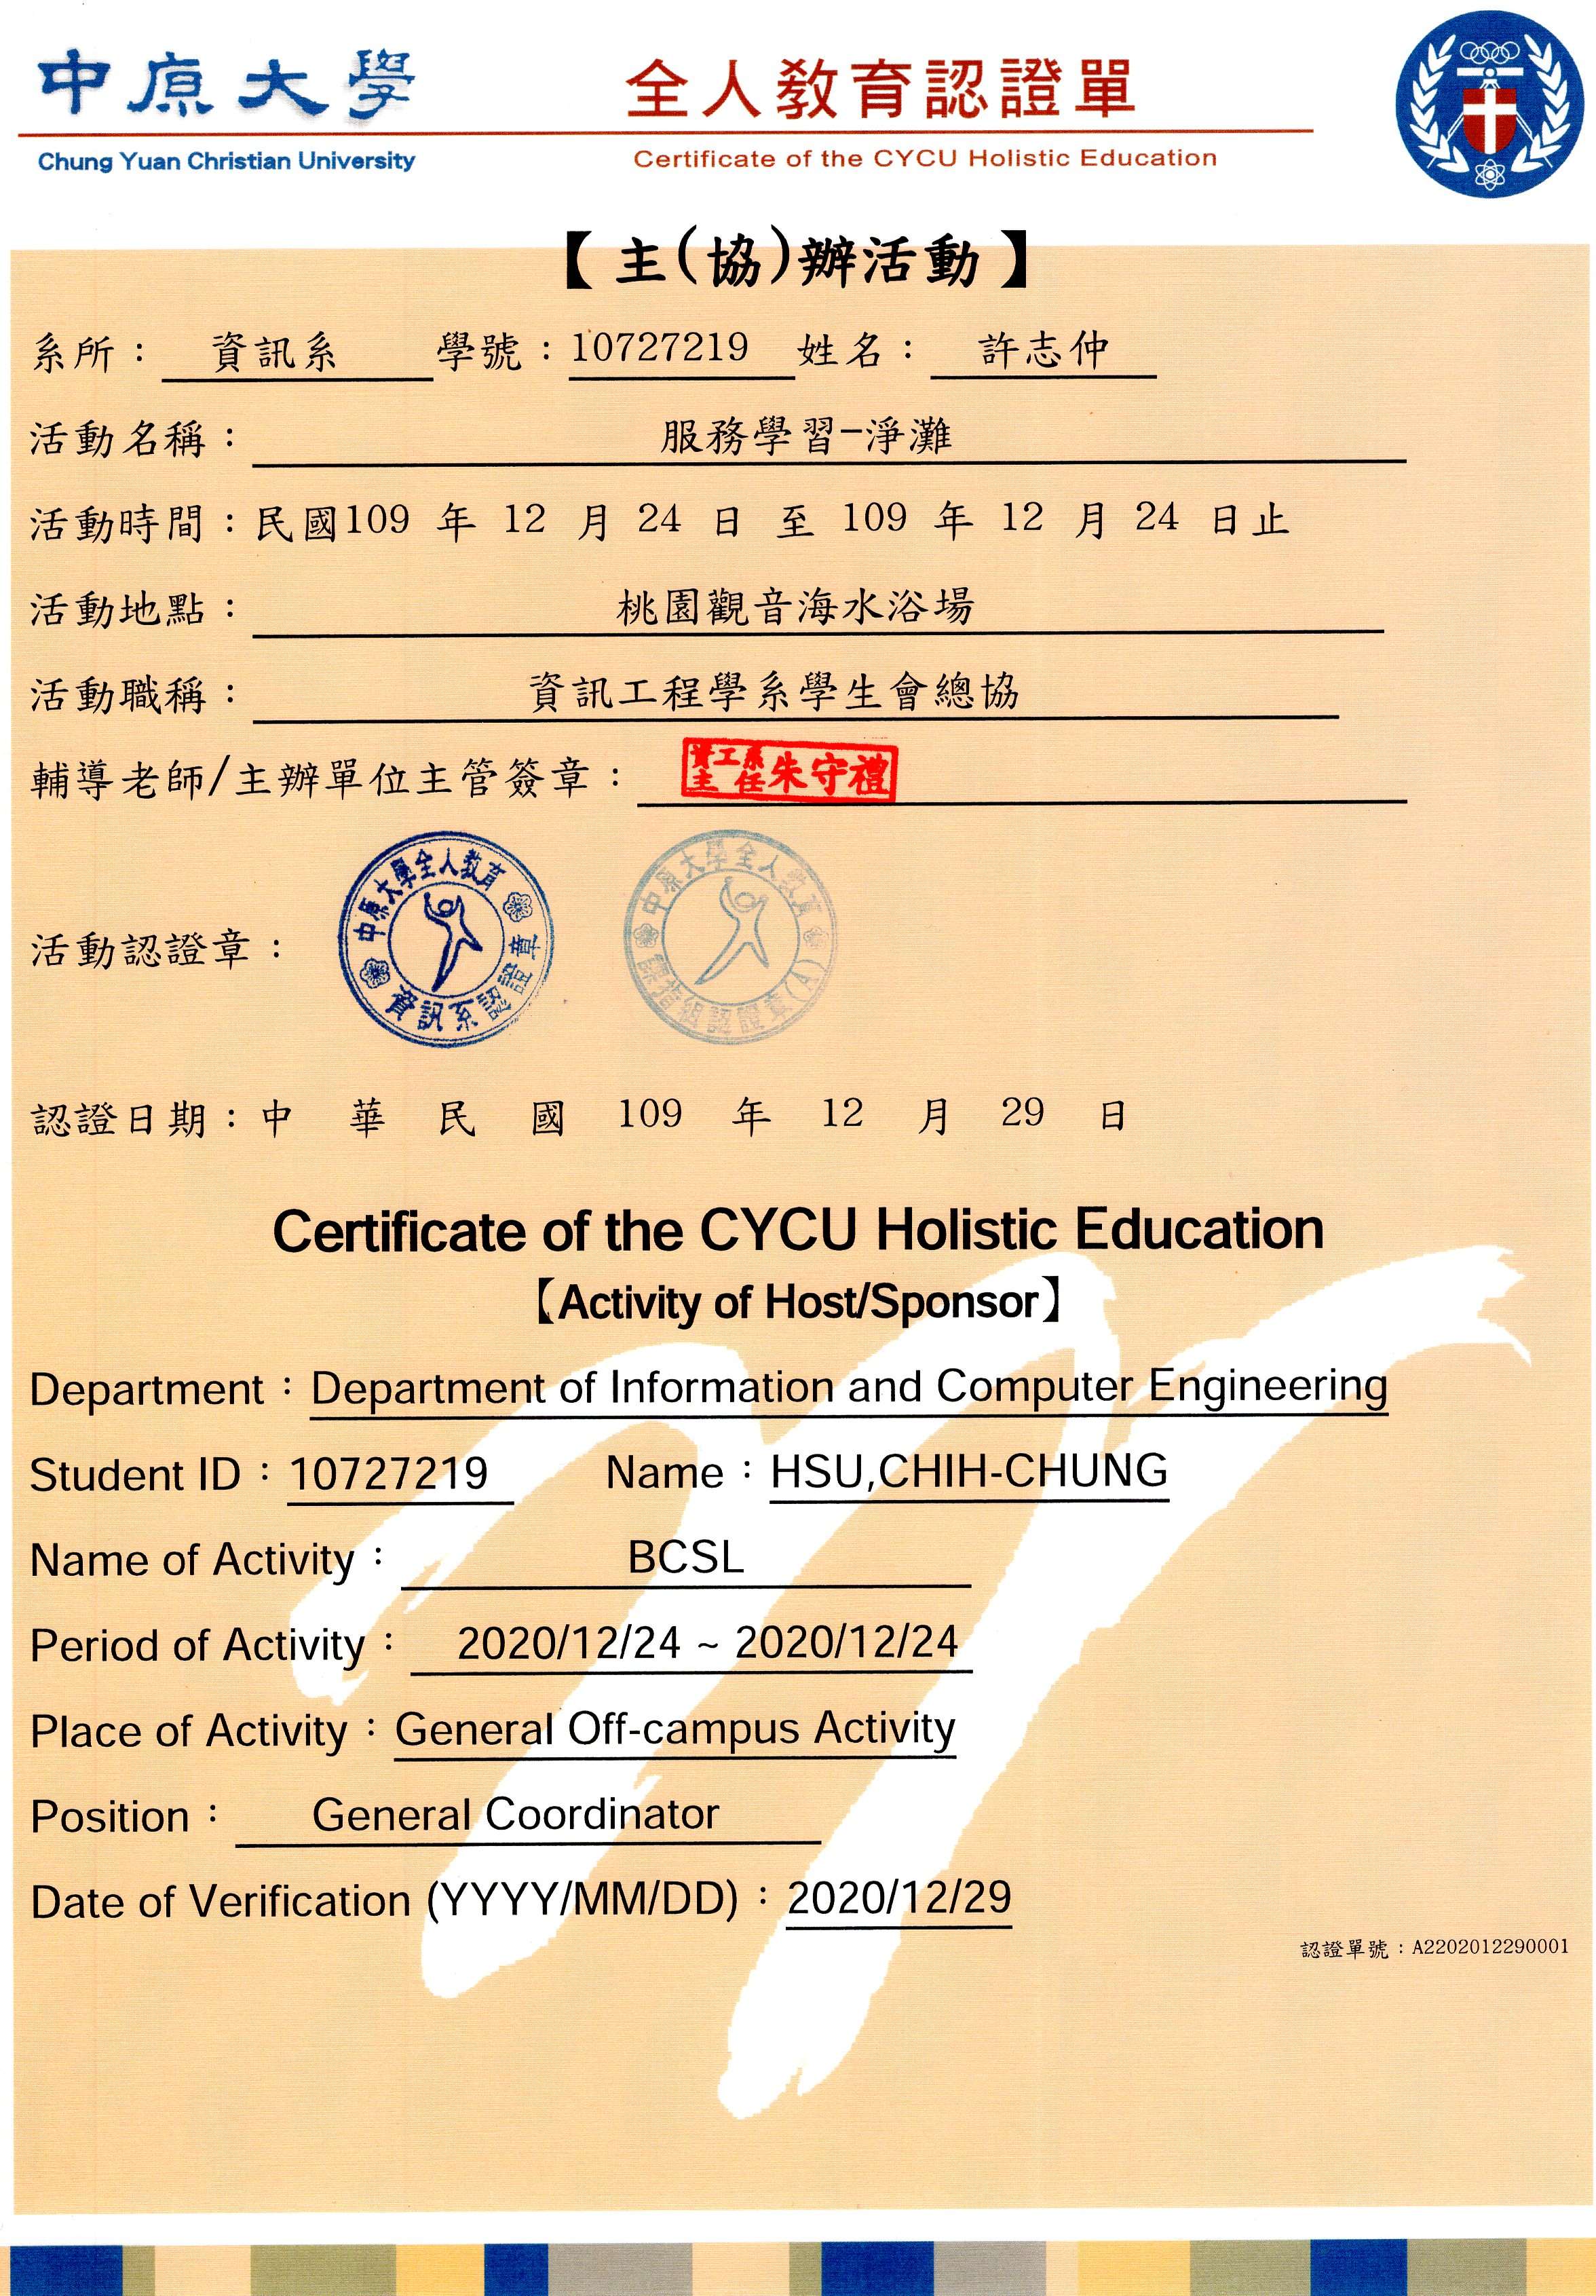 中原大學 全人教育認證單
Chung Yuan Christian University Certificate of the CYCU Holistic Education
【主(協)辦活動】
系所： 資訊系 學號：10727219 姓名： 許志仲
活動名稱： 服務學習-淨灘
活動時間：民國109 年 12 月 24 日 至 109 年 12 月 24 日止
活動地點： 桃園觀音海水浴場
活動職稱： 資訊工程學系學生會總協
輔導老師/主辦單位主管簽章： 資工系主任朱守禮
中原大學全人教育
資訊系認證章
中原大學全人教育
課指組認證章(A)
活動認證章：
認證日期：中 華 民 國 109 年 12 月 29 日
Certificate of the CYCU Holistic Education
【Activity of Host/Sponsor】
Department：Department of Information and Computer Engineering
Student ID：10727219 Name：HSU,CHIH-CHUNG
Name of Activity： BCSL
Period of Activity： 2020/12/24 ~ 2020/12/24
Place of Activity：General Off-campus Activity
Position： General Coordinator
Date of Verification (YYYY/MM/DD)：2020/12/29
認證單號：A2202012290001